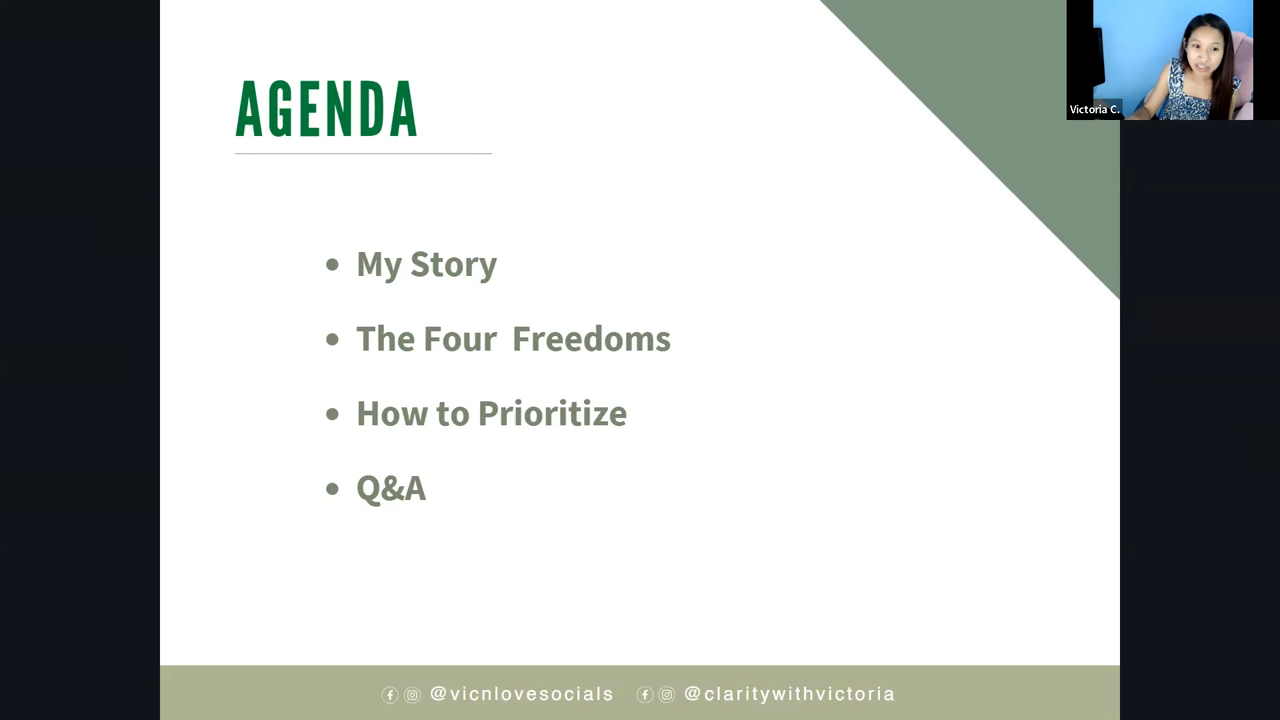 AGENDA
Victoria C.
• My Story
• The Four  Freedoms
• How to Prioritize
• Q&A
@vicnlovesocials @claritywithvictoria